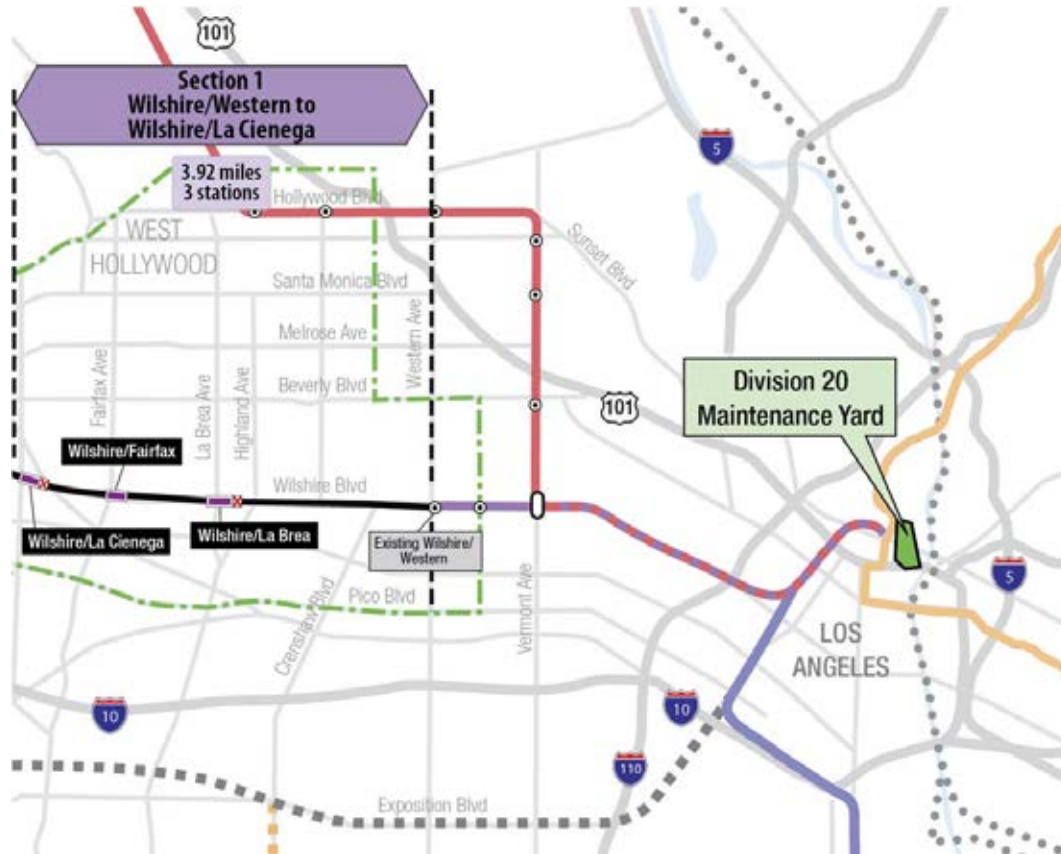 101
Section 1
Wilshire/Western to
Wilshire/La Cienega
3.92 miles
3 stations
5
Hollywood Blvd
WEST
HOLLYWOOD
Sunset Blvd
Santa Monica Blvd
Melrose Ave
Western Ave
Fairfax Ave
La Brea Ave
Highland Ave
Beverly Blvd
101
Division 20
Maintenance Yard
Wilshire/Fairfax
Wilshire Blvd
Wilshire/La Cienega
Wilshire/La Brea
Existing Wilshire/
Western
5
Pico Blvd
Crenshaw Blvd
Vermont Ave
LOS
ANGELES
10
10
110
Exposition Blvd